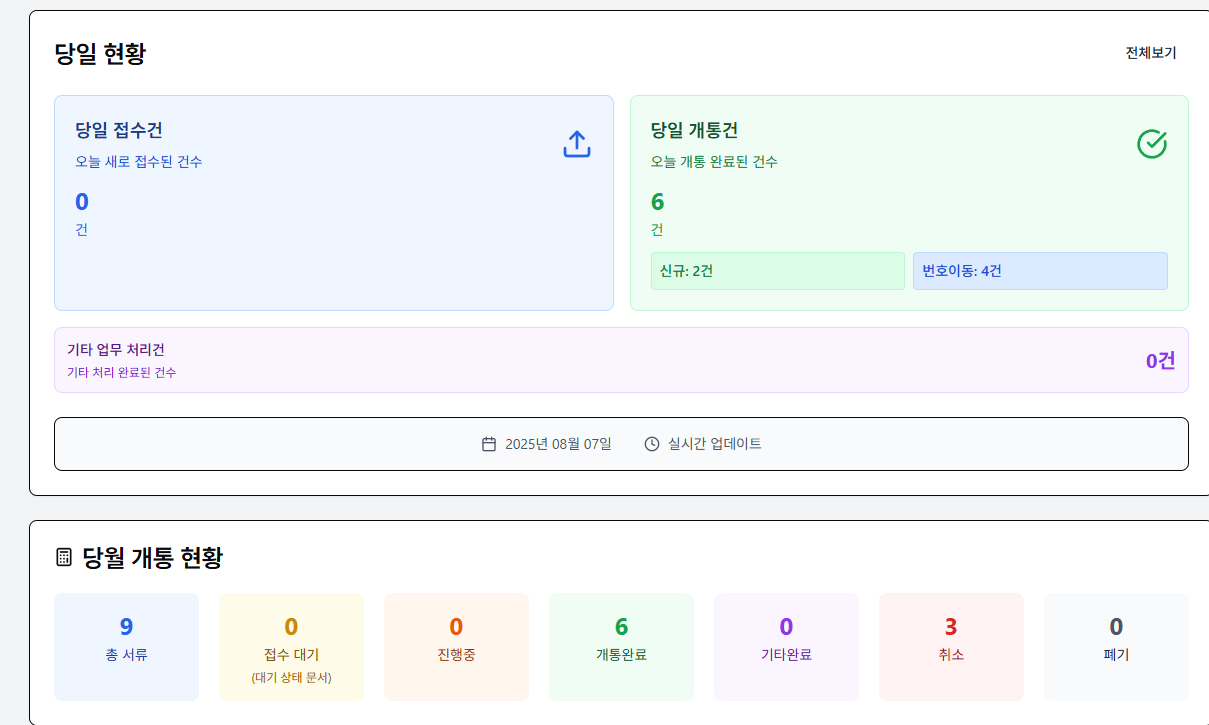 당일 현황
전체보기
당일 접수건
오늘 새로 접수된 건수
0
건
당일 개통건
오늘 개통 완료된 건수
6
건
신규: 2건
번호이동: 4건
기타 업무 처리건
기타 처리 완료된 건수
0건
2025년 08월 07일
실시간 업데이트
당월 개통 현황
9
총 서류
0
접수 대기
(대기 상태 문서)
0
진행중
6
개통완료
0
기타완료
3
취소
0
폐기